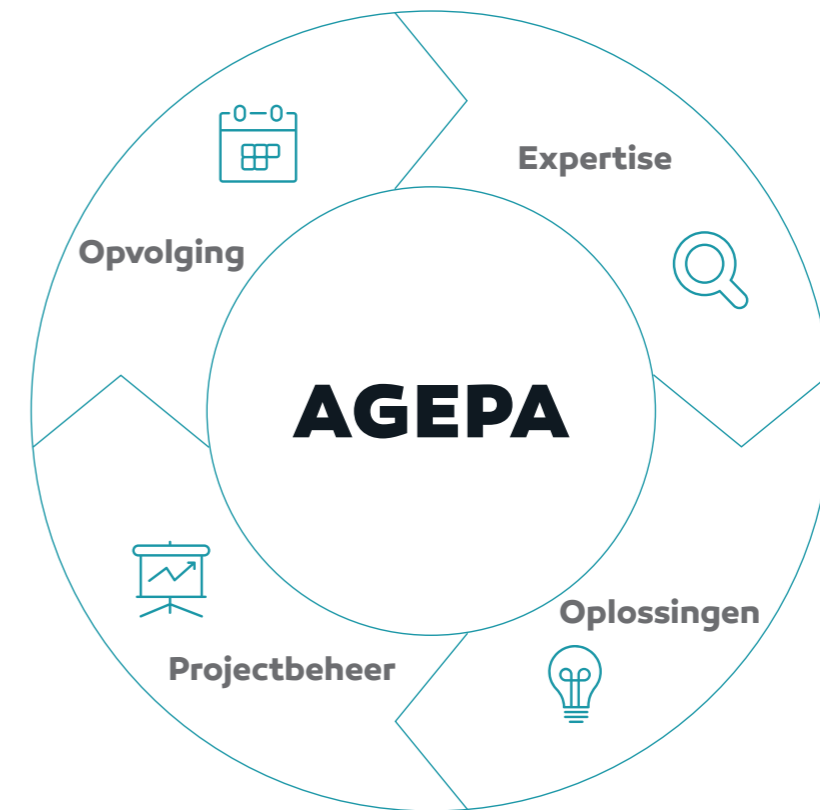 Expertise
Opvolging
AGEPA
Oplossingen
Projectbeheer